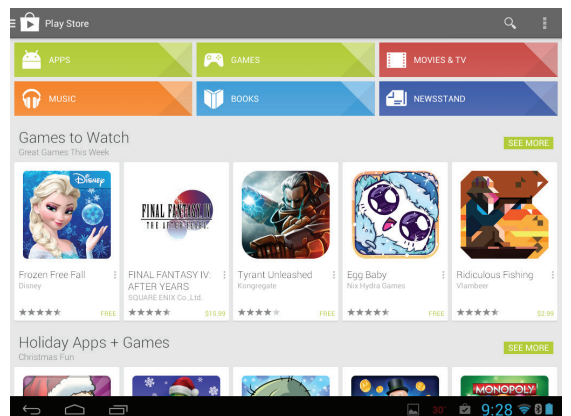 Play Store
APPS
GAMES
MOVIES & TV
MUSIC
BOOKS
NEWSSTAND
Games to Watch
Great Games This Week
SEE MORE
Disney
FINAL FANTASY IV
THE AFTER YEARS
Frozen Free Fall
Disney
FREE
FINAL FANTASY IV:
AFTER YEARS
SQUARE ENIX Co.,Ltd.
$15.99
Tyrant Unleashed
Kongregate
FREE
Egg Baby
Nix Hydra Games
FREE
Ridiculous Fishing
Vlambeer
$2.99
Holiday Apps + Games
Christmas Fun
SEE MORE
MONOPOLY
30°
9:28